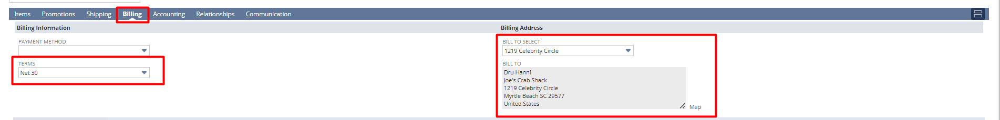 Items Promotions Shipping Billing Accounting Relationships Communication
Billing Information
PAYMENT METHOD
TERMS
Net 30
Billing Address
BILL TO SELECT
1219 Celebrity Circle
BILL TO
Dru Hanni
Joe's Crab Shack
1219 Celebrity Circle
Myrtle Beach SC 29577
United States
Map